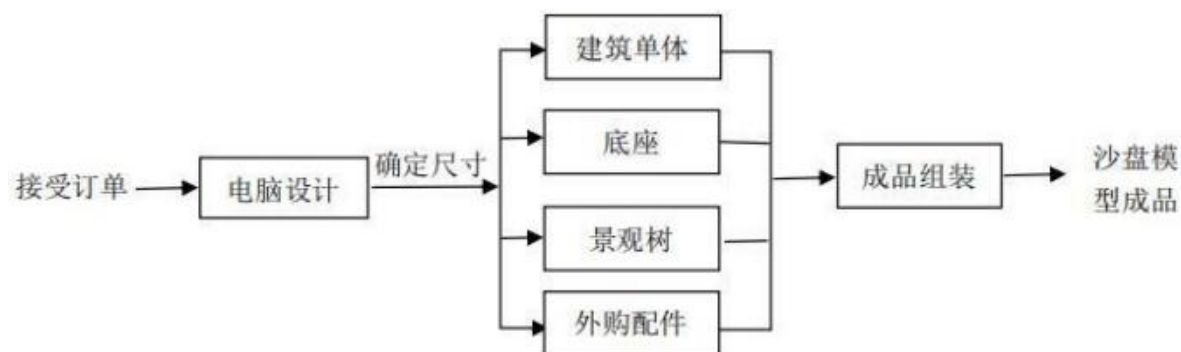 接受订单
电脑设计
确定尺寸
建筑单体
底座
景观树
外购配件
成品组装
沙盘模
型成品